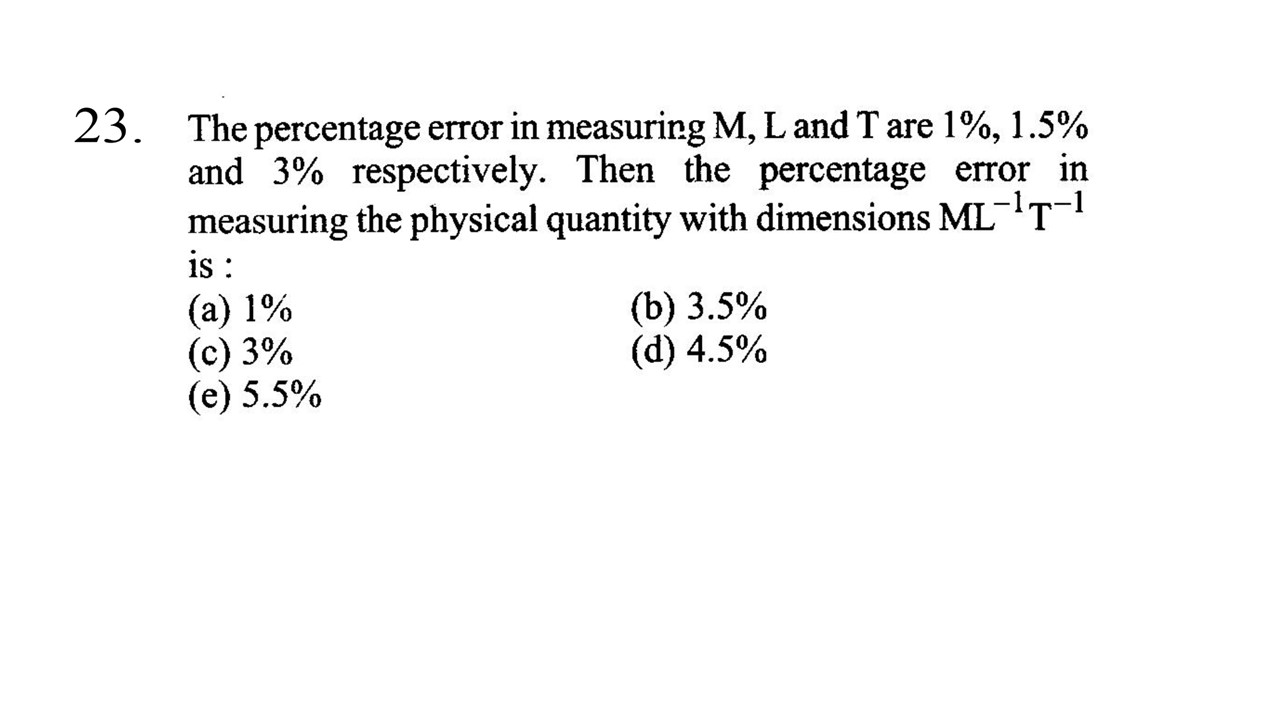 23. The percentage error in measuring M, L and T are 1%, 1.5%
and 3% respectively. Then the percentage error in
measuring the physical quantity with dimensions ML⁻¹T⁻¹
is :
(a) 1% (b) 3.5%
(c) 3% (d) 4.5%
(e) 5.5%